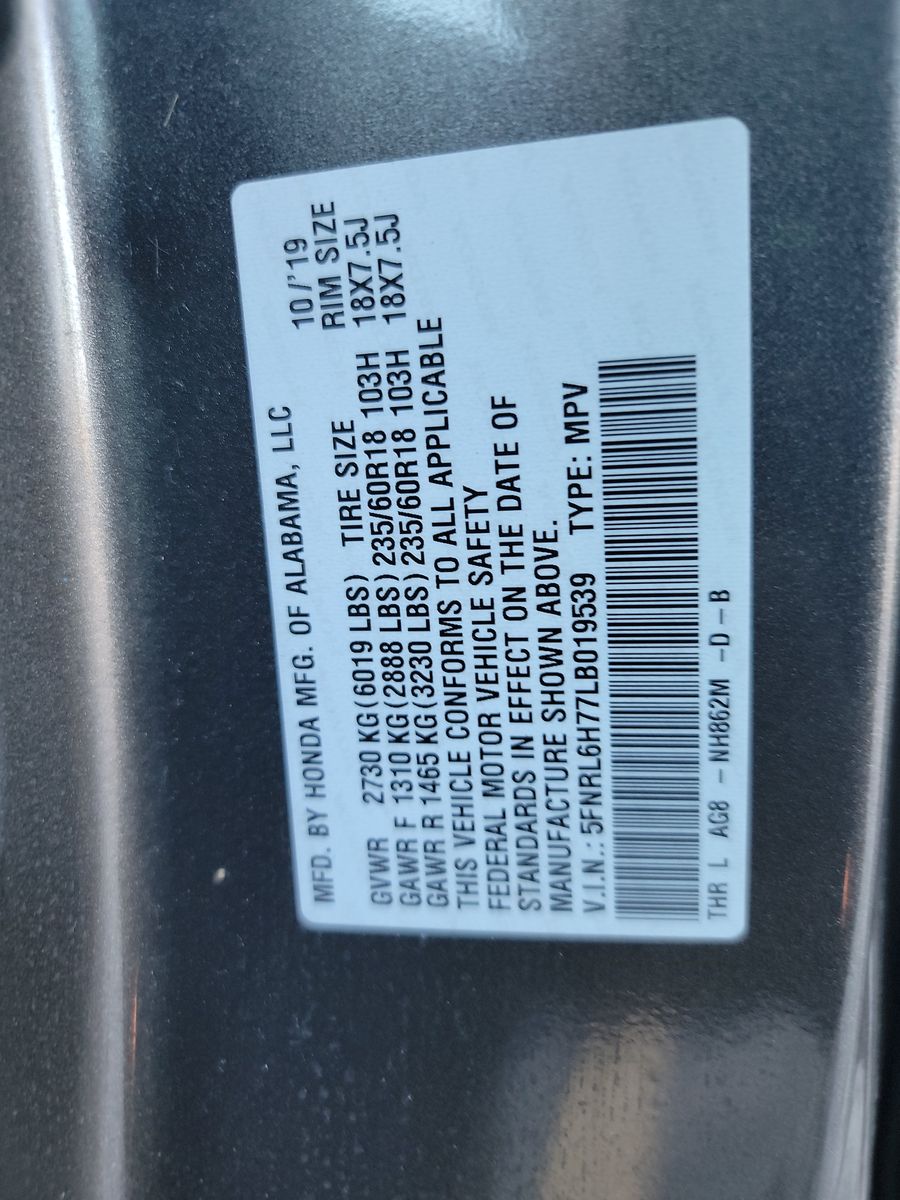 MFD. BY HONDA MFG. OF ALABAMA, LLC 10/'19
GVWR 2730 KG(6019 LBS) TIRE SIZE RIM SIZE
GAWR F 1310 KG(2888 LBS) 235/60R18 103H 18X7.5J
GAWR R 1465 KG(3230 LBS) 235/60R18 103H 18X7.5J
THIS VEHICLE CONFORMS TO ALL APPLICABLE
FEDERAL MOTOR VEHICLE SAFETY
STANDARDS IN EFFECT ON THE DATE OF
MANUFACTURE SHOWN ABOVE.
V.I.N.: 5FNRL6H77LB019539 TYPE: MPV
THR L AG8 - NH862M - D - B